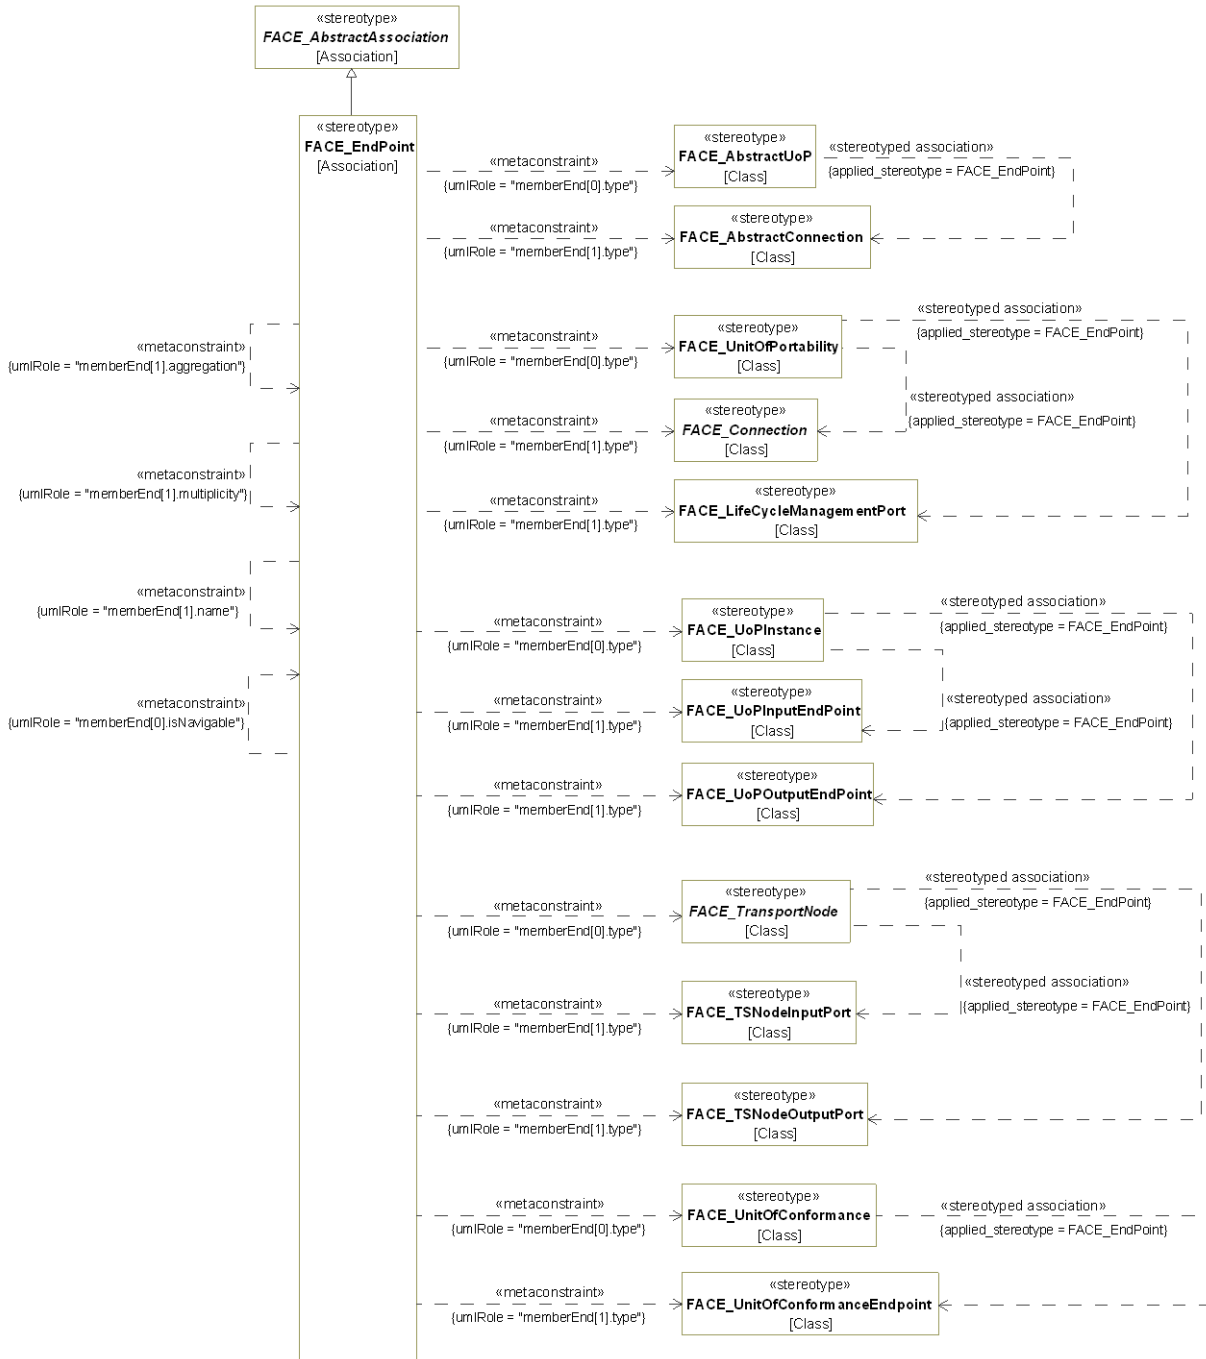 «stereotype»
FACE_AbstractAssociation
[Association]
«stereotype»
FACE_EndPoint
[Association]
«metaconstraint»
{umlRole = "memberEnd[0].type"}
«stereotype»
FACE_AbstractUoP
[Class]
«stereotyped association»
{applied_stereotype = FACE_EndPoint}
«metaconstraint»
{umlRole = "memberEnd[1].type"}
«stereotype»
FACE_AbstractConnection
[Class]
«metaconstraint»
{umlRole = "memberEnd[1].aggregation"}
«metaconstraint»
{umlRole = "memberEnd[0].type"}
«stereotype»
FACE_UnitOfPortability
[Class]
«stereotyped association»
{applied_stereotype = FACE_EndPoint}
«stereotyped association»
{applied_stereotype = FACE_EndPoint}
«metaconstraint»
{umlRole = "memberEnd[1].type"}
«stereotype»
FACE_Connection
[Class]
«metaconstraint»
{umlRole = "memberEnd[1].multiplicity"}
«metaconstraint»
{umlRole = "memberEnd[1].type"}
«stereotype»
FACE_LifeCycleManagementPort
[Class]
«metaconstraint»
{umlRole = "memberEnd[1].name"}
«metaconstraint»
{umlRole = "memberEnd[0].type"}
«stereotype»
FACE_UoPInstance
[Class]
«stereotyped association»
{applied_stereotype = FACE_EndPoint}
«metaconstraint»
{umlRole = "memberEnd[0].isNavigable"}
«metaconstraint»
{umlRole = "memberEnd[1].type"}
«stereotype»
FACE_UoPInputEndPoint
[Class]
«stereotyped association»
{applied_stereotype = FACE_EndPoint}
«metaconstraint»
{umlRole = "memberEnd[1].type"}
«stereotype»
FACE_UoPOutputEndPoint
[Class]
«metaconstraint»
{umlRole = "memberEnd[0].type"}
«stereotype»
FACE_TransportNode
[Class]
«stereotyped association»
{applied_stereotype = FACE_EndPoint}
«metaconstraint»
{umlRole = "memberEnd[1].type"}
«stereotype»
FACE_TSNodeInputPort
[Class]
«stereotyped association»
{applied_stereotype = FACE_EndPoint}
«metaconstraint»
{umlRole = "memberEnd[1].type"}
«stereotype»
FACE_TSNodeOutputPort
[Class]
«metaconstraint»
{umlRole = "memberEnd[0].type"}
«stereotype»
FACE_UnitOfConformance
[Class]
«stereotyped association»
{applied_stereotype = FACE_EndPoint}
«metaconstraint»
{umlRole = "memberEnd[1].type"}
«stereotype»
FACE_UnitOfConformanceEndpoint
[Class]